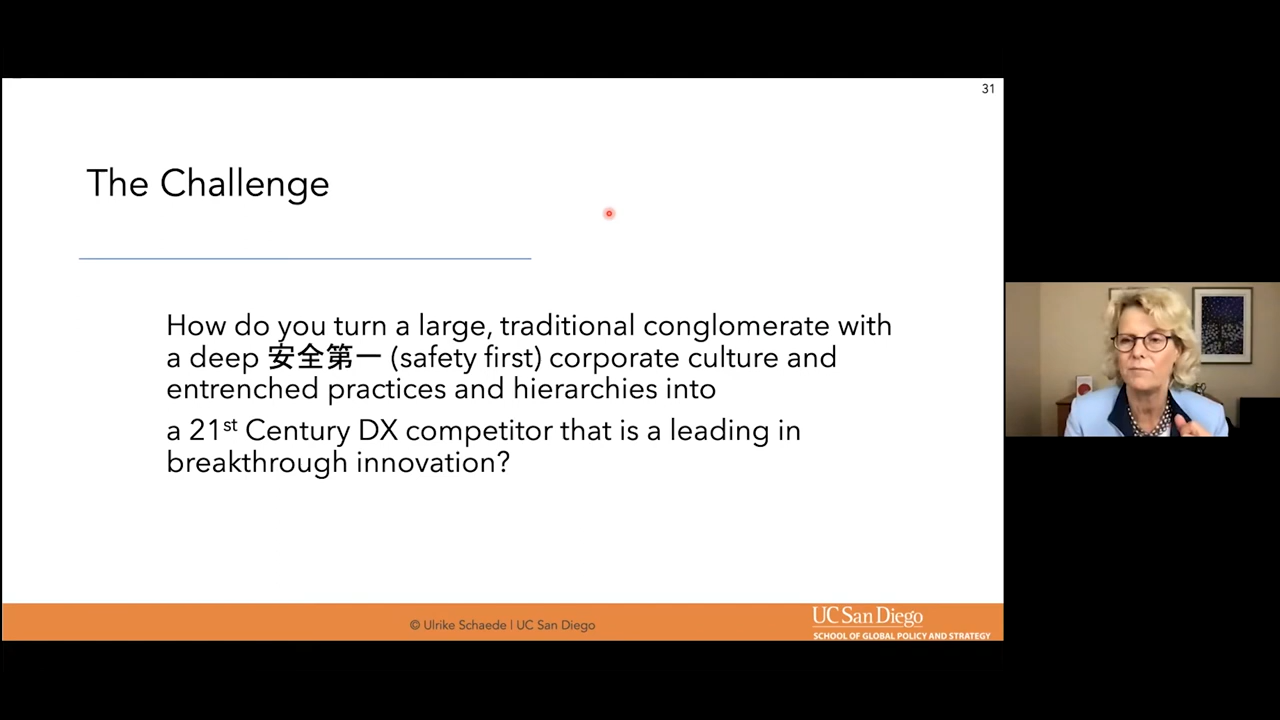 31
The Challenge
How do you turn a large, traditional conglomerate with
a deep 安全第一 (safety first) corporate culture and
entrenched practices and hierarchies into
a 21st Century DX competitor that is a leading in
breakthrough innovation?
© Ulrike Schaede | UC San Diego
UC San Diego
SCHOOL OF GLOBAL POLICY AND STRATEGY